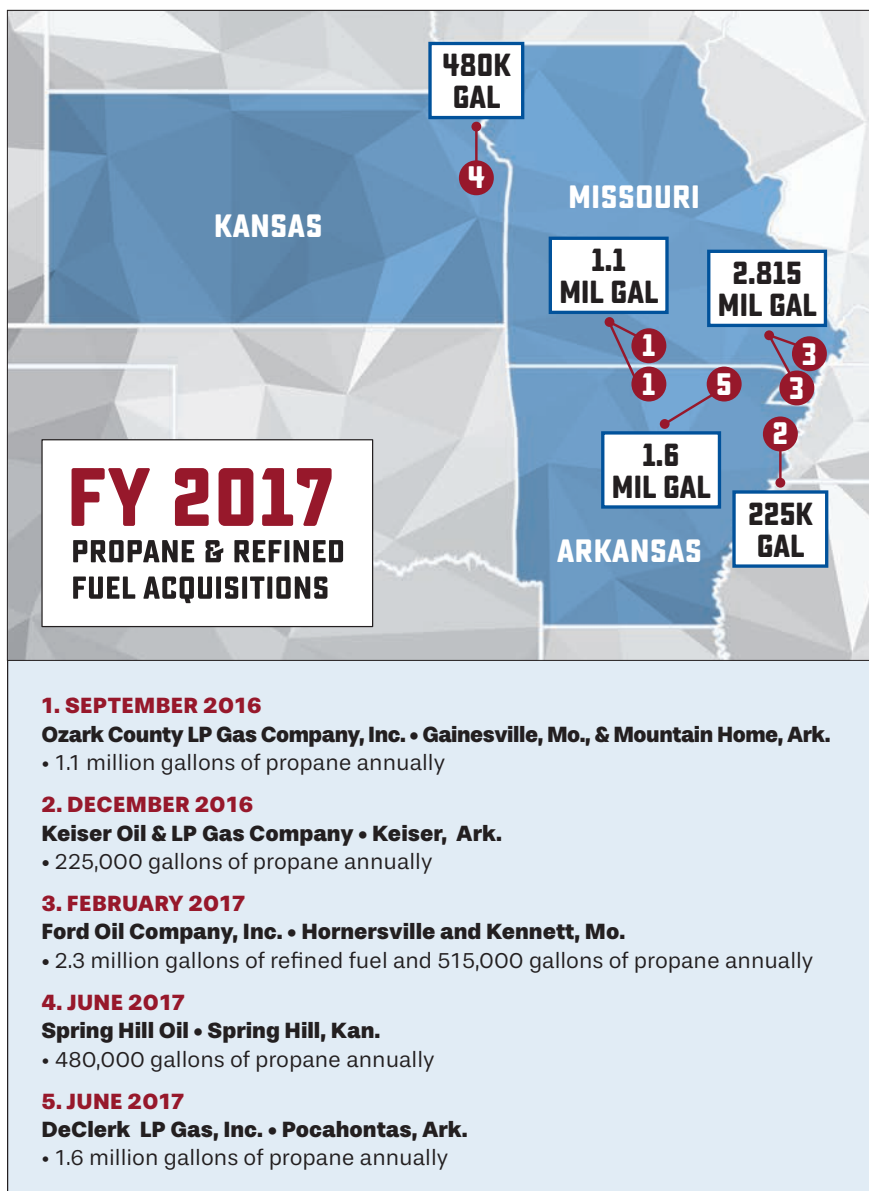 480K
GAL
4
KANSAS
MISSOURI
1.1
MIL GAL
2.815
MIL GAL
1
3
1
5
3
2
1.6
MIL GAL
225K
GAL
ARKANSAS
FY 2017
PROPANE & REFINED
FUEL ACQUISITIONS
1. SEPTEMBER 2016
Ozark County LP Gas Company, Inc. • Gainesville, Mo., & Mountain Home, Ark.
• 1.1 million gallons of propane annually
2. DECEMBER 2016
Keiser Oil & LP Gas Company • Keiser, Ark.
• 225,000 gallons of propane annually
3. FEBRUARY 2017
Ford Oil Company, Inc. • Hornersville and Kennett, Mo.
• 2.3 million gallons of refined fuel and 515,000 gallons of propane annually
4. JUNE 2017
Spring Hill Oil • Spring Hill, Kan.
• 480,000 gallons of propane annually
5. JUNE 2017
DeClerk LP Gas, Inc. • Pocahontas, Ark.
• 1.6 million gallons of propane annually